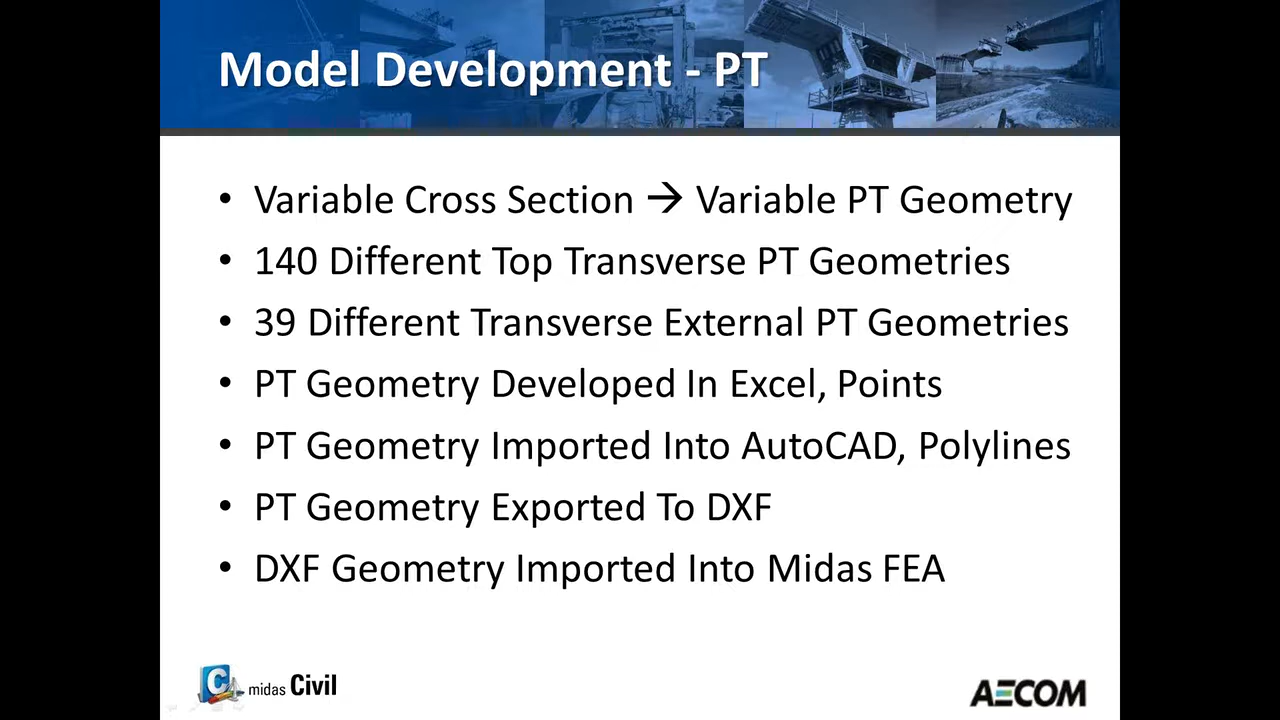 Model Development - PT
• Variable Cross Section → Variable PT Geometry
• 140 Different Top Transverse PT Geometries
• 39 Different Transverse External PT Geometries
• PT Geometry Developed In Excel, Points
• PT Geometry Imported Into AutoCAD, Polylines
• PT Geometry Exported To DXF
• DXF Geometry Imported Into Midas FEA
C midas Civil
AECOM